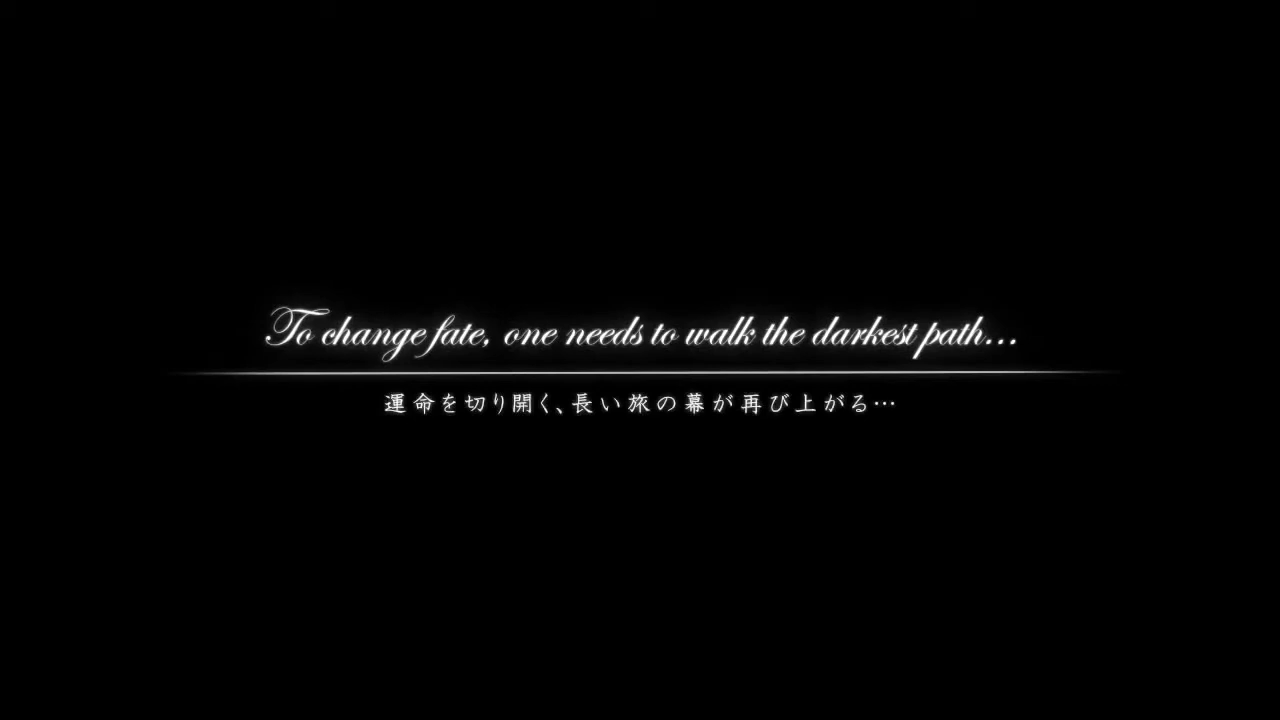 To change fate, one needs to walk the darkest path...
運命を切り開く、長い旅の幕が再び上がる…